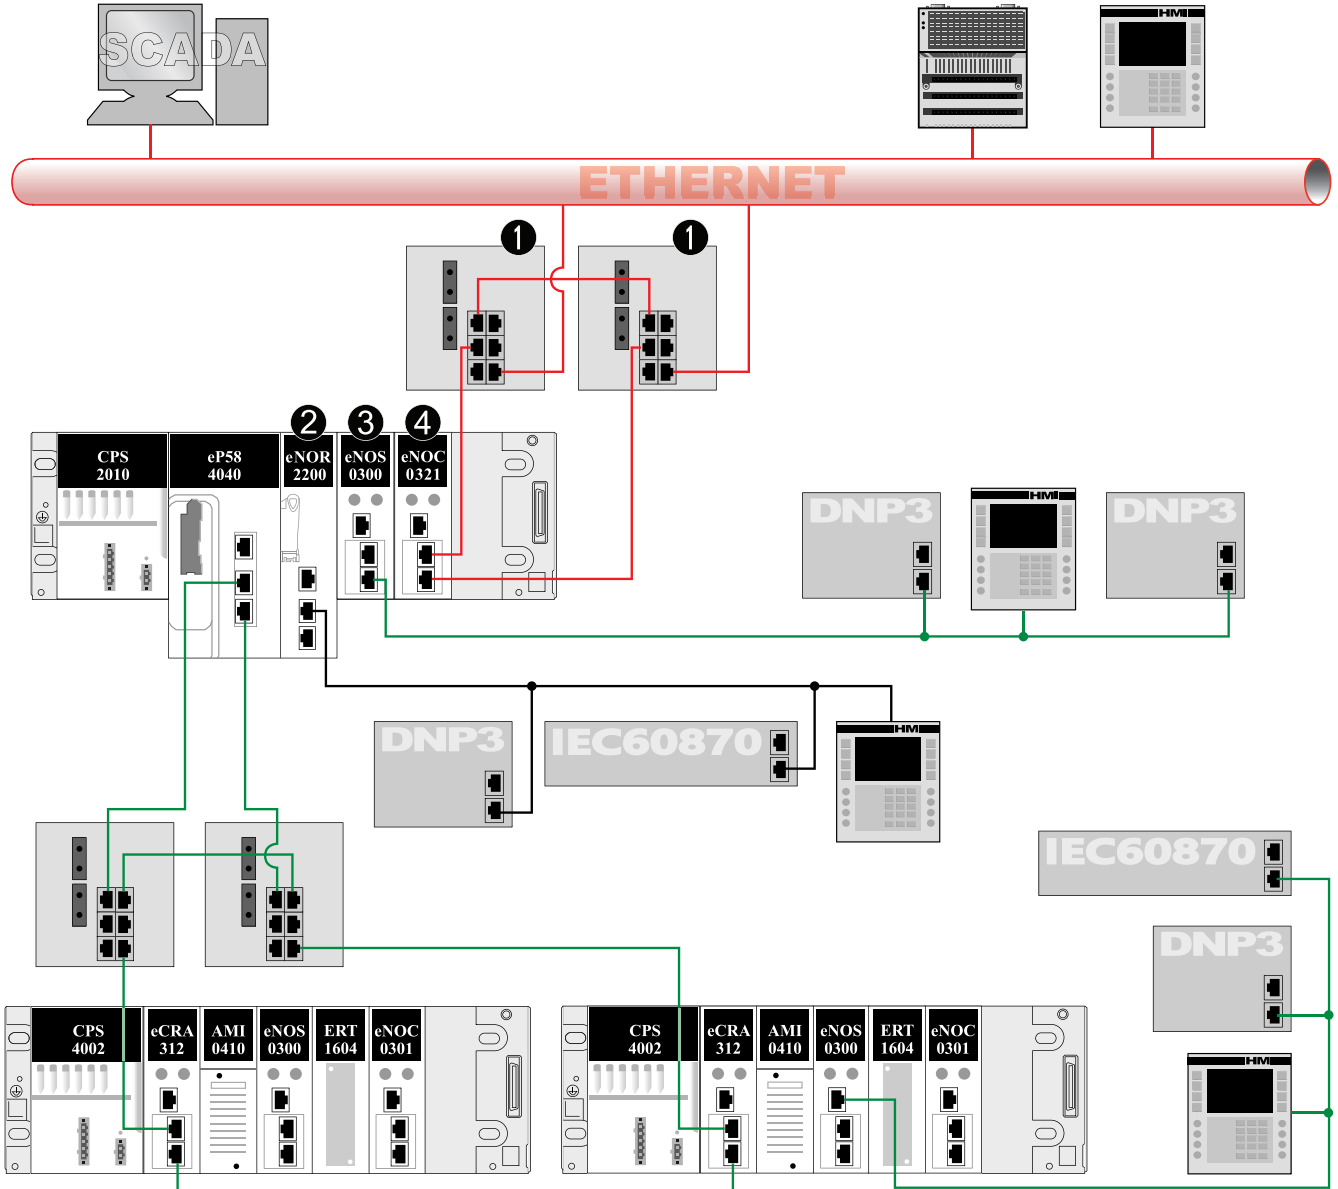 SCADA
HMI
ETHERNET
1
1
2
3
4
CPS
2010
eP58
4040
eNOR
2200
eNOS
0300
eNOC
0321
DNP3
HMI
DNP3
DNP3
IEC60870
HMI
IEC60870
DNP3
HMI
CPS
4002
eCRA
312
AMI
0410
eNOS
0300
ERT
1604
eNOC
0301
CPS
4002
eCRA
312
AMI
0410
eNOS
0300
ERT
1604
eNOC
0301